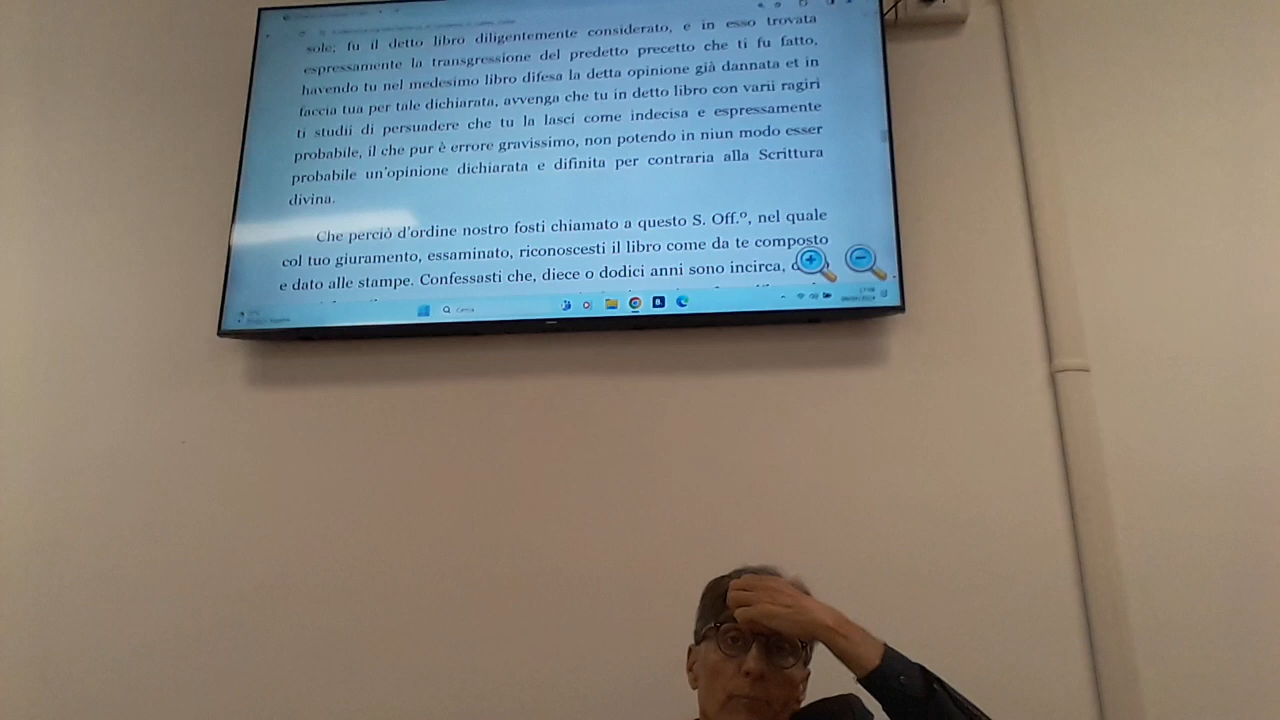 sole; fu il detto libro diligentemente considerato, e in esso trovata
espressamente la transgressione del predetto precetto che ti fu fatto,
havendo tu nel medesimo libro difesa la detta opinione già dannata et in
faccia tua per tale dichiarata, avvenga che tu in detto libro con varii ragiri
ti studii di persuadere che tu la lasci come indecisa e espressamente
probabile, il che pur è errore gravissimo, non potendo in niun modo esser
probabile un'opinione dichiarata e difinita per contraria alla Scrittura
divina.
Che perciò d'ordine nostro fosti chiamato a questo S. Off.º, nel quale
col tuo giuramento, essaminato, riconoscesti il libro come da te composto
e dato alle stampe. Confessasti che, diece o dodici anni sono incirca,
Cerca